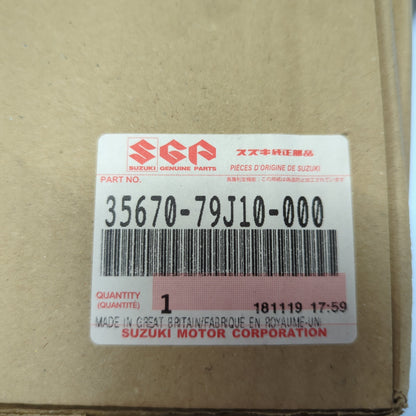 SGP スズキ純正部品
SUZUKI GENUINE PARTS PIÈCES D'ORIGINE DE SUZUKI
PART NO.
35670-79J10-000
QUANTITY
(QUANTITÉ) 1 181119 17:59
MADE IN GREAT BRITAIN/FABRIQUE EN ROYAUME-UNI
SUZUKI MOTOR CORPORATION